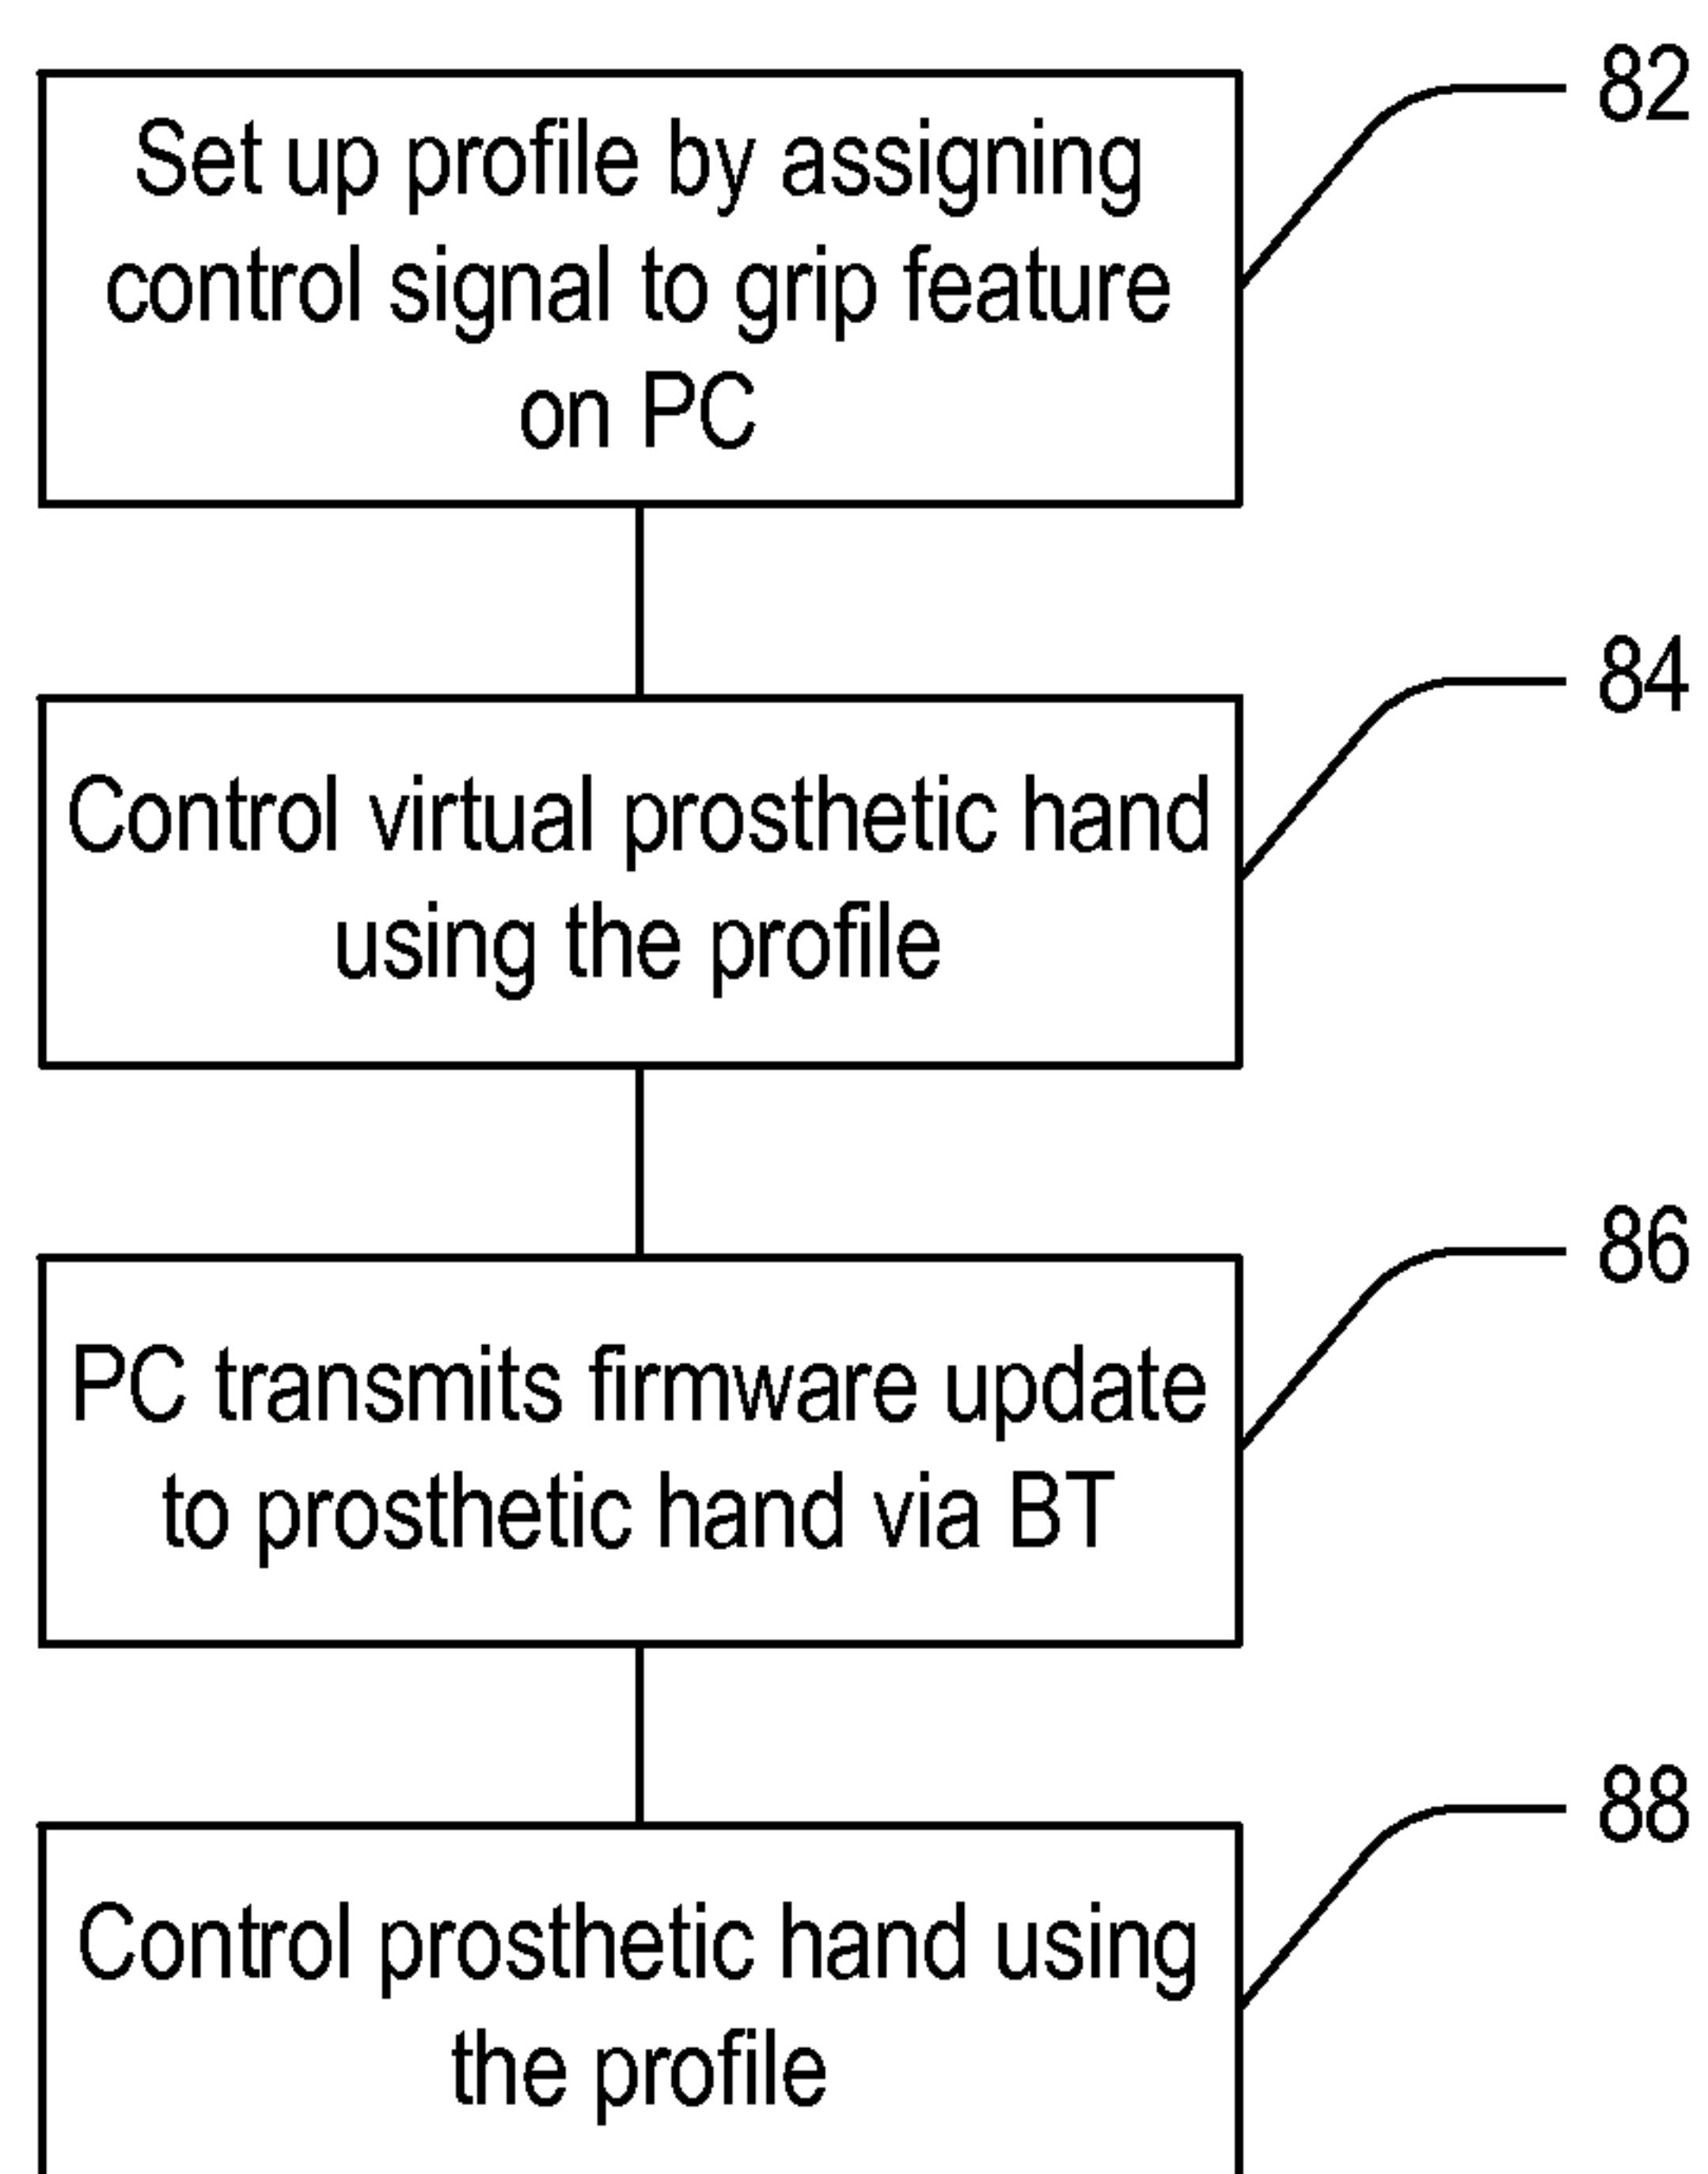 82
Set up profile by assigning
control signal to grip feature
on PC
84
Control virtual prosthetic hand
using the profile
86
PC transmits firmware update
to prosthetic hand via BT
88
Control prosthetic hand using
the profile